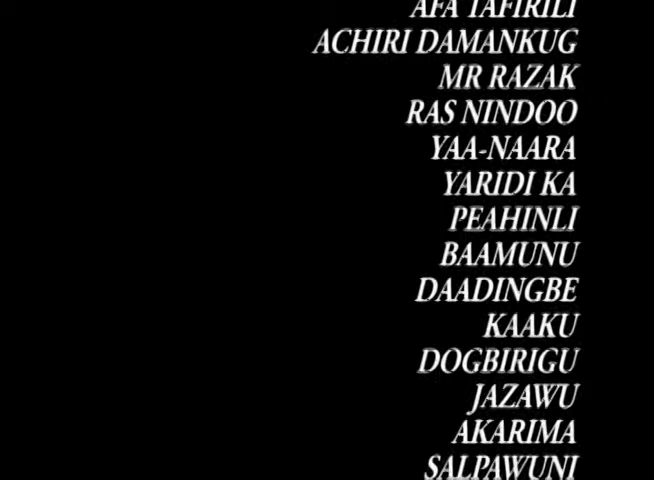 AFA TAFIRILI
ACHIRI DAMANKUG
MR RAZAK
RAS NINDOO
YAA-NAARA
YARIDI KA
PEAHINLI
BAAMUNU
DAADINGBE
KAAKU
DOGBIRIGU
JAZAWU
AKARIMA
SALPAWUNI